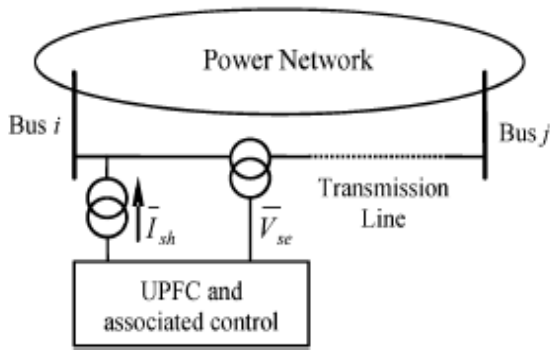 Power Network
Bus i
Bus j
Transmission
Line
I̅sh
V̅se
UPFC and
associated control